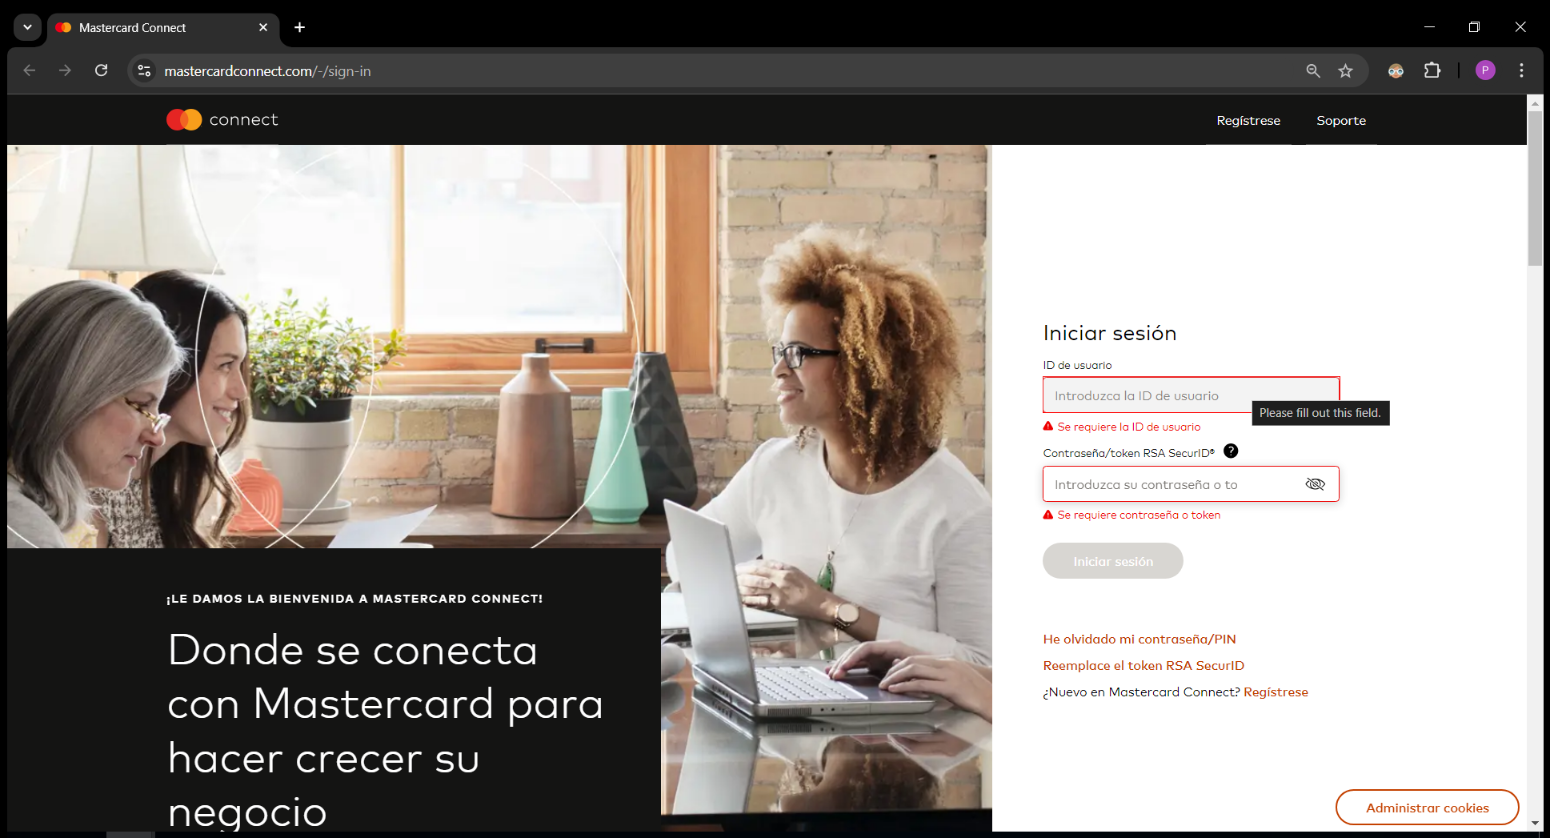 Mastercard Connect
mastercardconnect.com/-/sign-in
P
connect
Regístrese
Soporte
Iniciar sesión
ID de usuario
Introduzca la ID de usuario
Please fill out this field.
Se requiere la ID de usuario
Contraseña/token RSA SecurID® ?
Introduzca su contraseña o to
Se requiere contraseña o token
Iniciar sesión
He olvidado mi contraseña/PIN
Reemplace el token RSA SecurID
¿Nuevo en Mastercard Connect? Regístrese
¡LE DAMOS LA BIENVENIDA A MASTERCARD CONNECT!
Donde se conecta
con Mastercard para
hacer crecer su
negocio
Administrar cookies